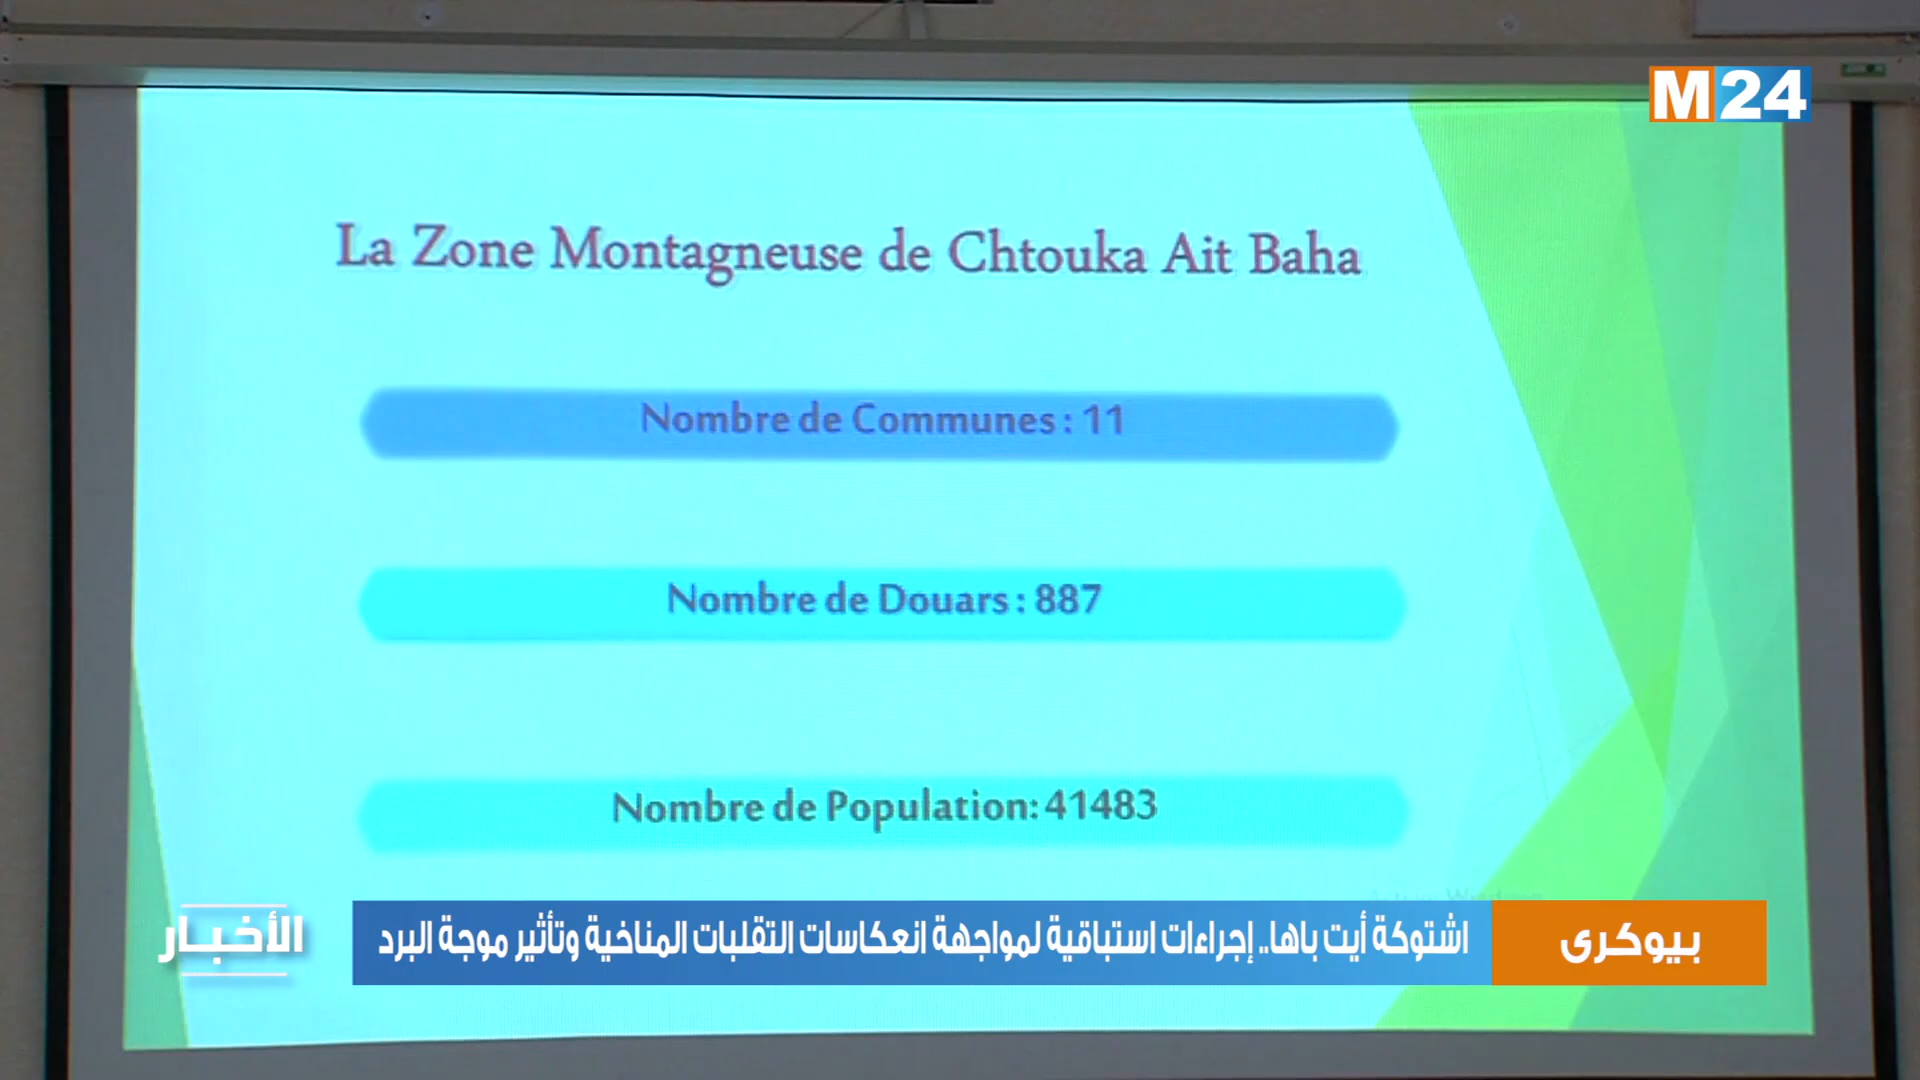 M24
La Zone Montagneuse de Chtouka Ait Baha
Nombre de Communes : 11
Nombre de Douars : 887
Nombre de Population: 41483
بيوكرى
اشتوكة أيت باها.. إجراءات استباقية لمواجهة انعكاسات التقلبات المناخية وتأثير موجة البرد
الأخبار